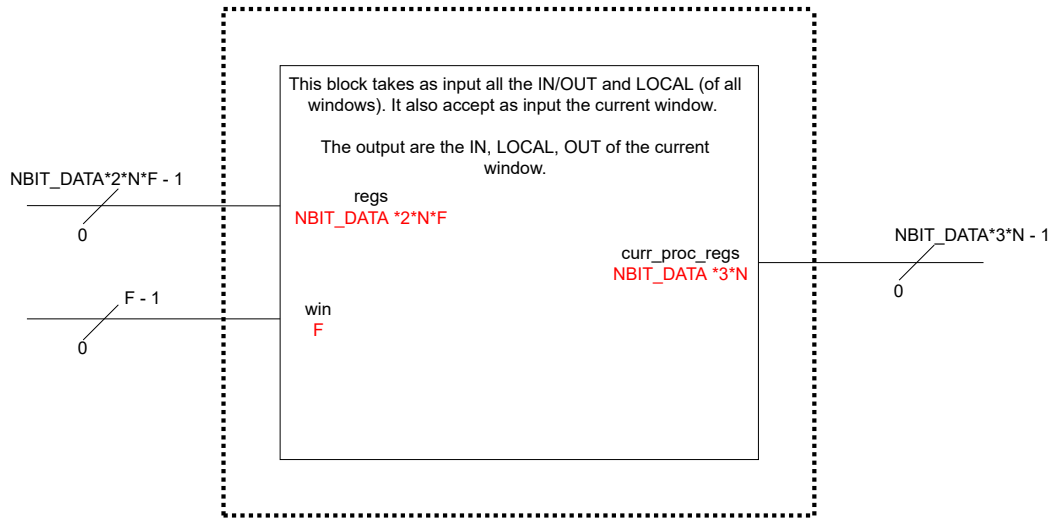 This block takes as input all the IN/OUT and LOCAL (of all
windows). It also accept as input the current window.
The output are the IN, LOCAL, OUT of the current
window.
NBIT_DATA*2*N*F - 1
0
regs
NBIT_DATA *2*N*F
curr_proc_regs
NBIT_DATA *3*N
NBIT_DATA*3*N - 1
0
F - 1
0
win
F